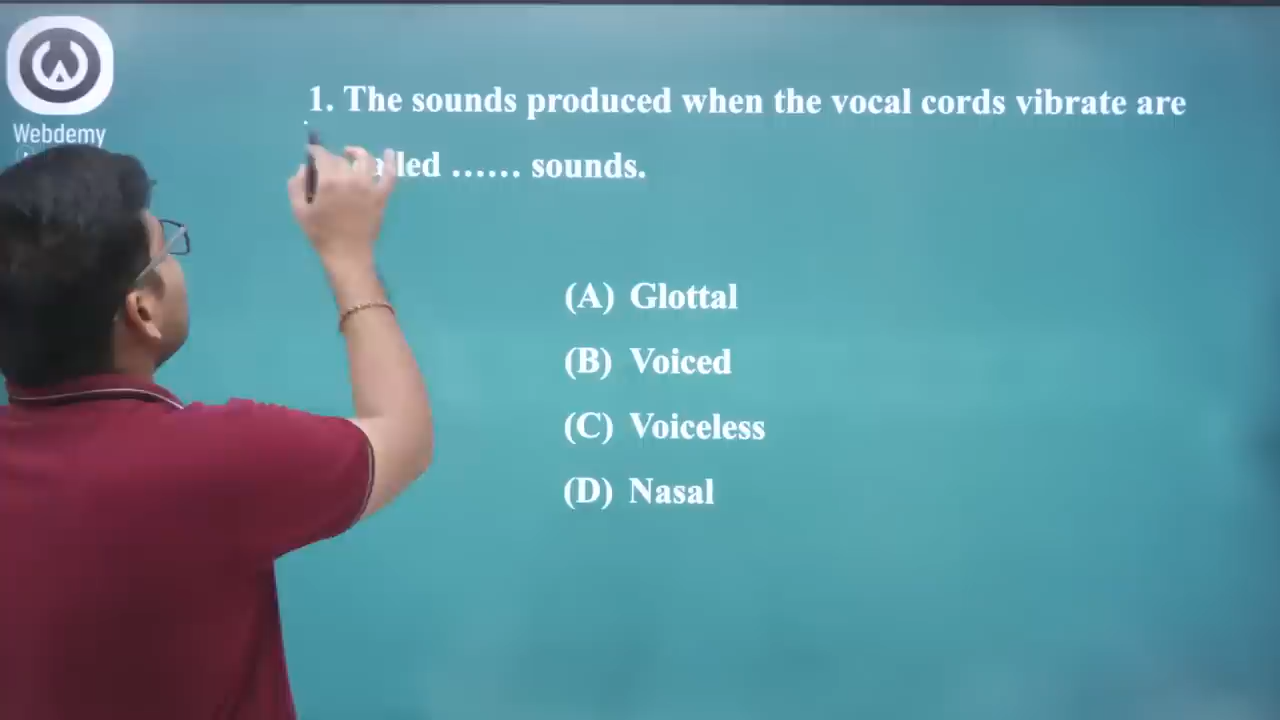 Webdemy
1. The sounds produced when the vocal cords vibrate are
...... sounds.
(A) Glottal
(B) Voiced
(C) Voiceless
(D) Nasal